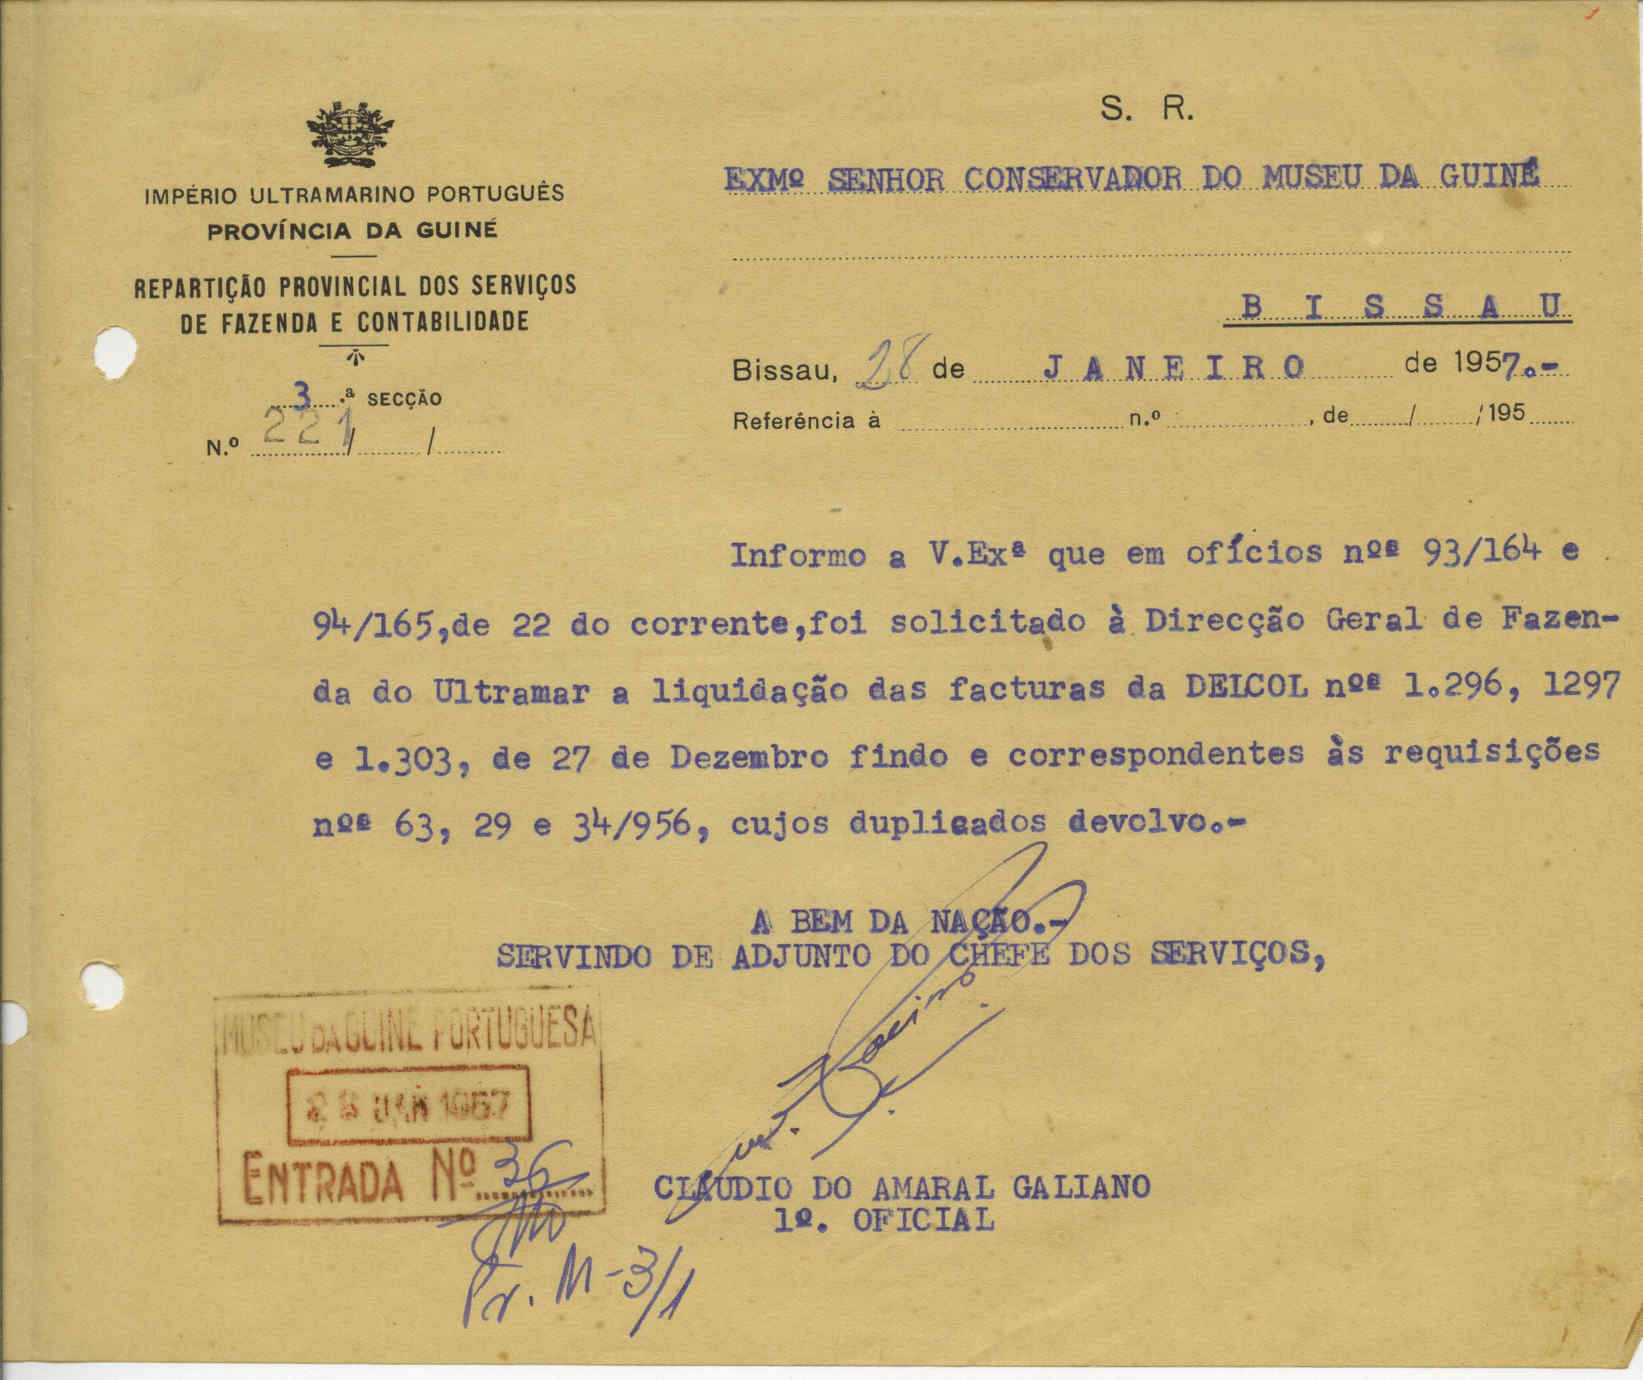 S. R.
IMPÉRIO ULTRAMARINO PORTUGUÊS
PROVÍNCIA DA GUINÉ
REPARTIÇÃO PROVINCIAL DOS SERVIÇOS
DE FAZENDA E CONTABILIDADE
3.ª SECÇÃO
N.º 221/ /
EXMº SENHOR CONSERVADOR DO MUSEU DA GUINÉ
B I S S A U
Bissau, 28 de JANEIRO de 1957.-
Referência à n.º , de / /195
Informo a V.Exª que em ofícios nºs 93/164 e
94/165,de 22 do corrente,foi solicitado à Direcção Geral de Fazen-
da do Ultramar a liquidação das facturas da DELCOL nºs 1.296, 1297
e 1.303, de 27 de Dezembro findo e correspondentes às requisições
nºs 63, 29 e 34/956, cujos duplicados devolvo.-
A BEM DA NAÇÃO.-
SERVINDO DE ADJUNTO DO CHEFE DOS SERVIÇOS,
MUSEU DA GUINÉ PORTUGUESA
JAN 1957
ENTRADA Nº 36
CLAUDIO DO AMARAL GALIANO
1º. OFICIAL
Pr. M-3/1